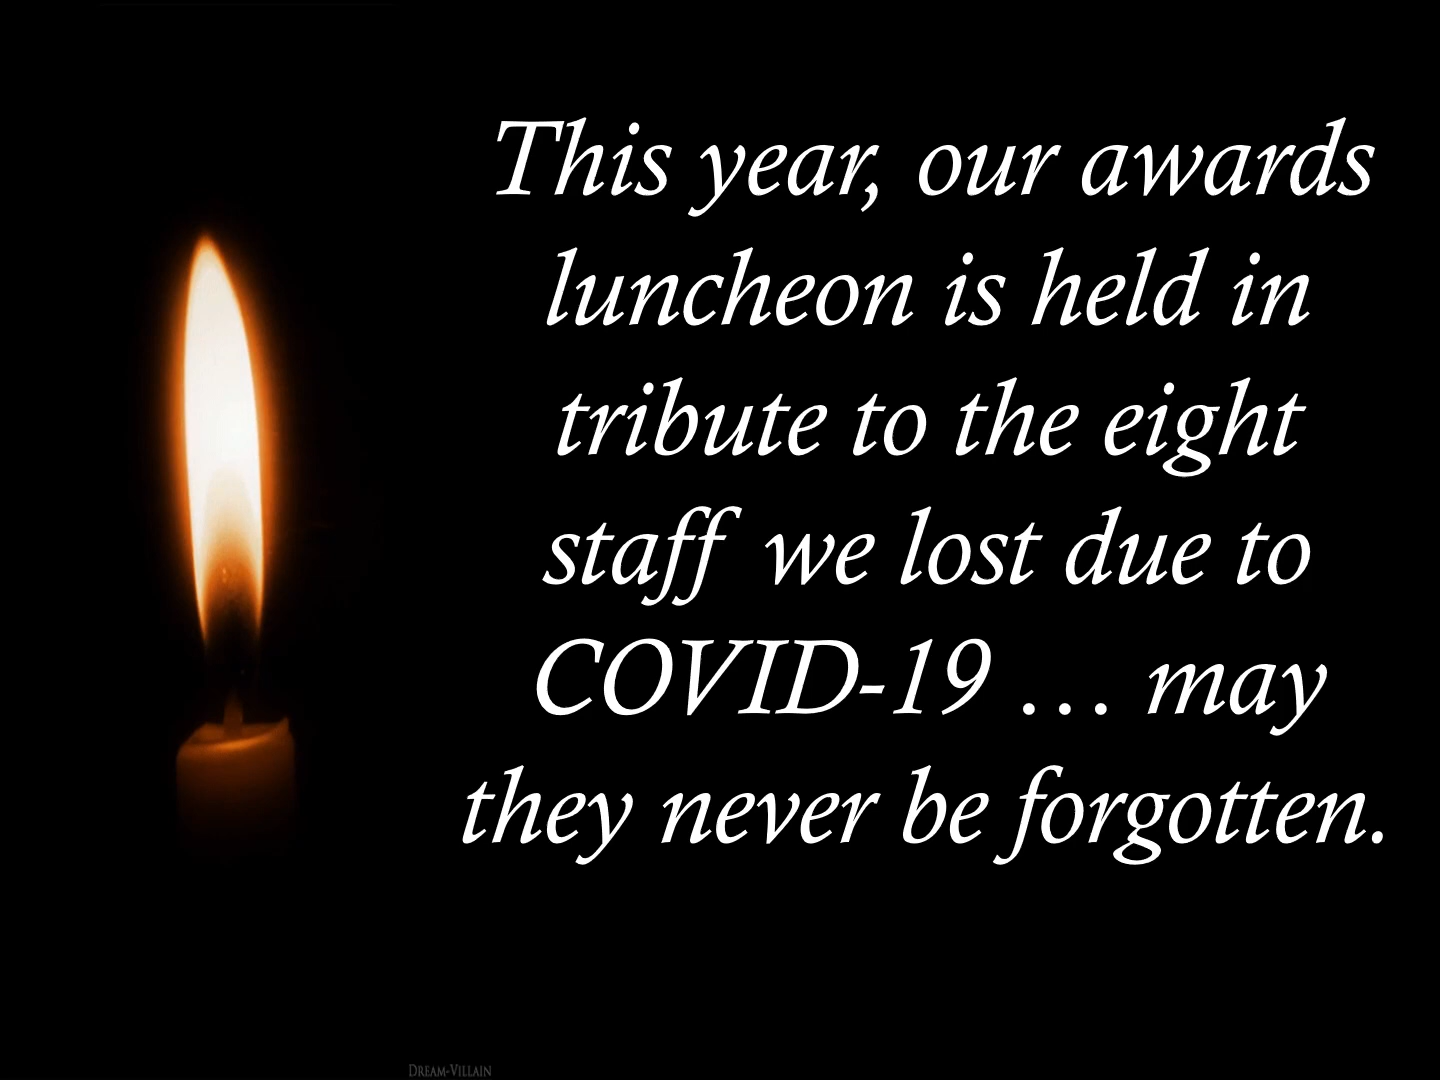 This year, our awards
luncheon is held in
tribute to the eight
staff we lost due to
COVID-19 … may
they never be forgotten.
DREAM-VILLAIN